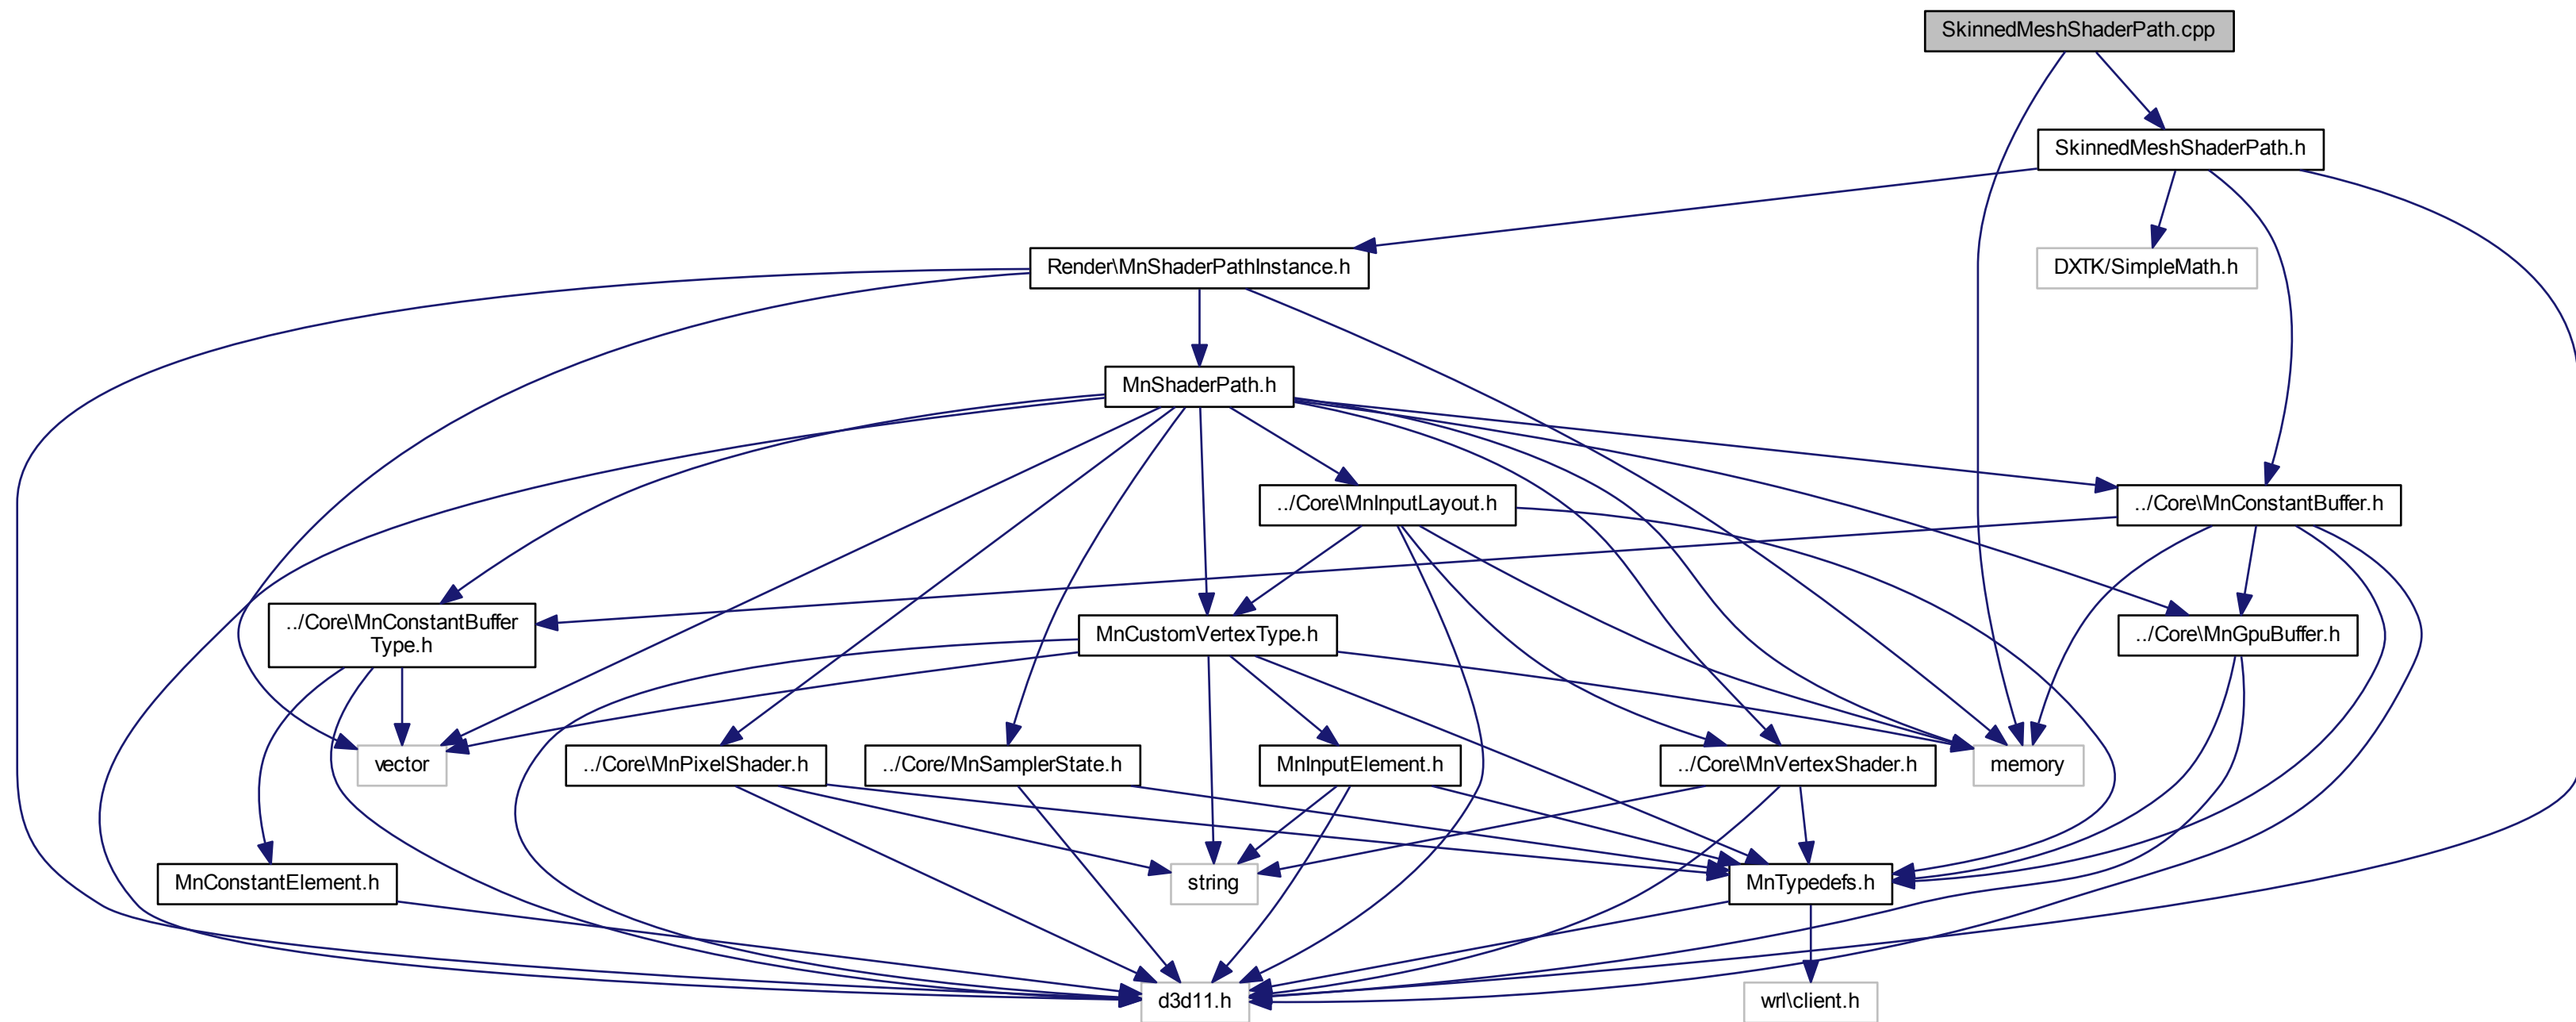 SkinnedMeshShaderPath.cpp
SkinnedMeshShaderPath.h
Render\MnShaderPathInstance.h
DXTK/SimpleMath.h
MnShaderPath.h
../Core\MnInputLayout.h
../Core\MnConstantBuffer.h
../Core\MnConstantBuffer
Type.h
MnCustomVertexType.h
../Core\MnGpuBuffer.h
vector
../Core\MnPixelShader.h
../Core/MnSamplerState.h
MnInputElement.h
../Core\MnVertexShader.h
memory
MnConstantElement.h
string
MnTypedefs.h
d3d11.h
wrl\client.h